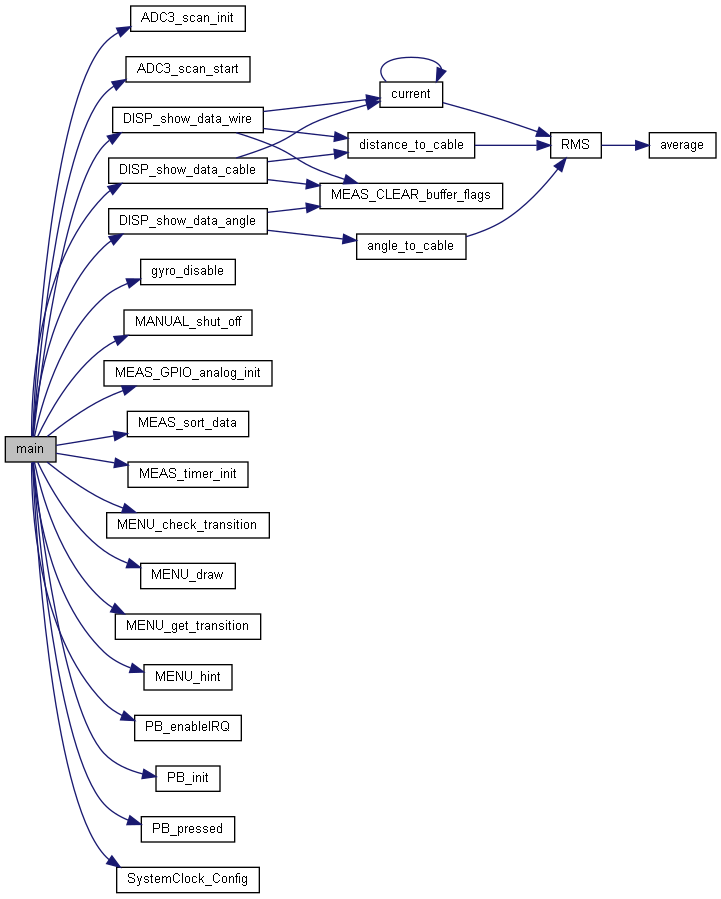 ADC3_scan_init
ADC3_scan_start
current
DISP_show_data_wire
distance_to_cable
RMS
average
DISP_show_data_cable
MEAS_CLEAR_buffer_flags
DISP_show_data_angle
angle_to_cable
gyro_disable
MANUAL_shut_off
MEAS_GPIO_analog_init
MEAS_sort_data
main
MEAS_timer_init
MENU_check_transition
MENU_draw
MENU_get_transition
MENU_hint
PB_enableIRQ
PB_init
PB_pressed
SystemClock_Config